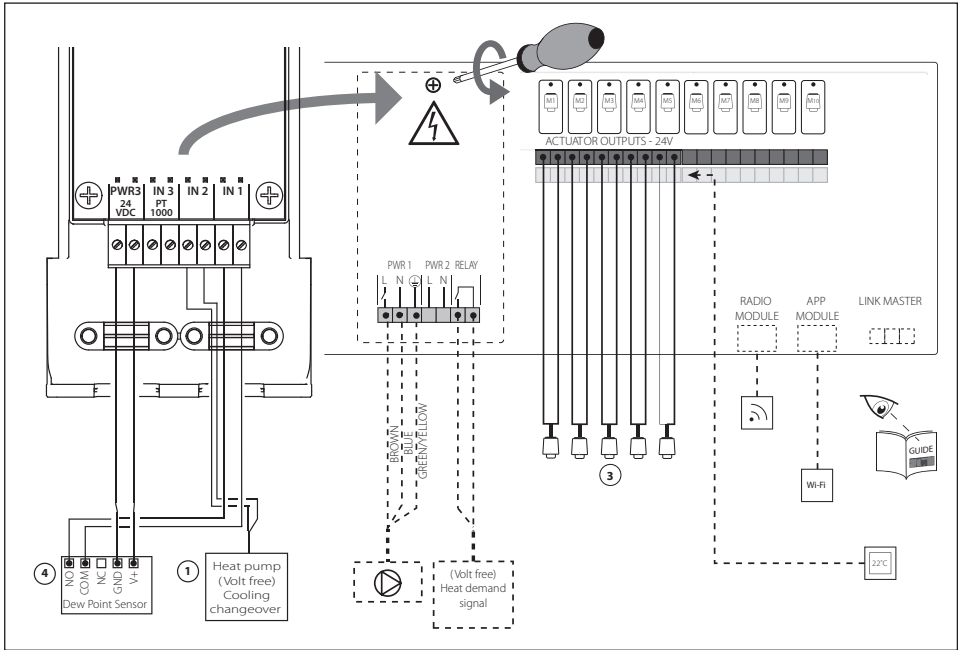 M1 M2 M3 M4 M5 M6 M7 M8 M9 M10
ACTUATOR OUTPUTS - 24V
PWR3 IN 3 IN 2 IN 1
24 PT
VDC 1000
PWR 1 PWR 2 RELAY
L N L N
RADIO
MODULE
APP
MODULE
LINK MASTER
BROWN
BLUE
GREEN/YELLOW
GUIDE
3
Wi-Fi
4
NO
COM
NC
GND
V+
Dew Point Sensor
1
Heat pump
(Volt free)
Cooling
changeover
(Volt free)
Heat demand
signal
22°C